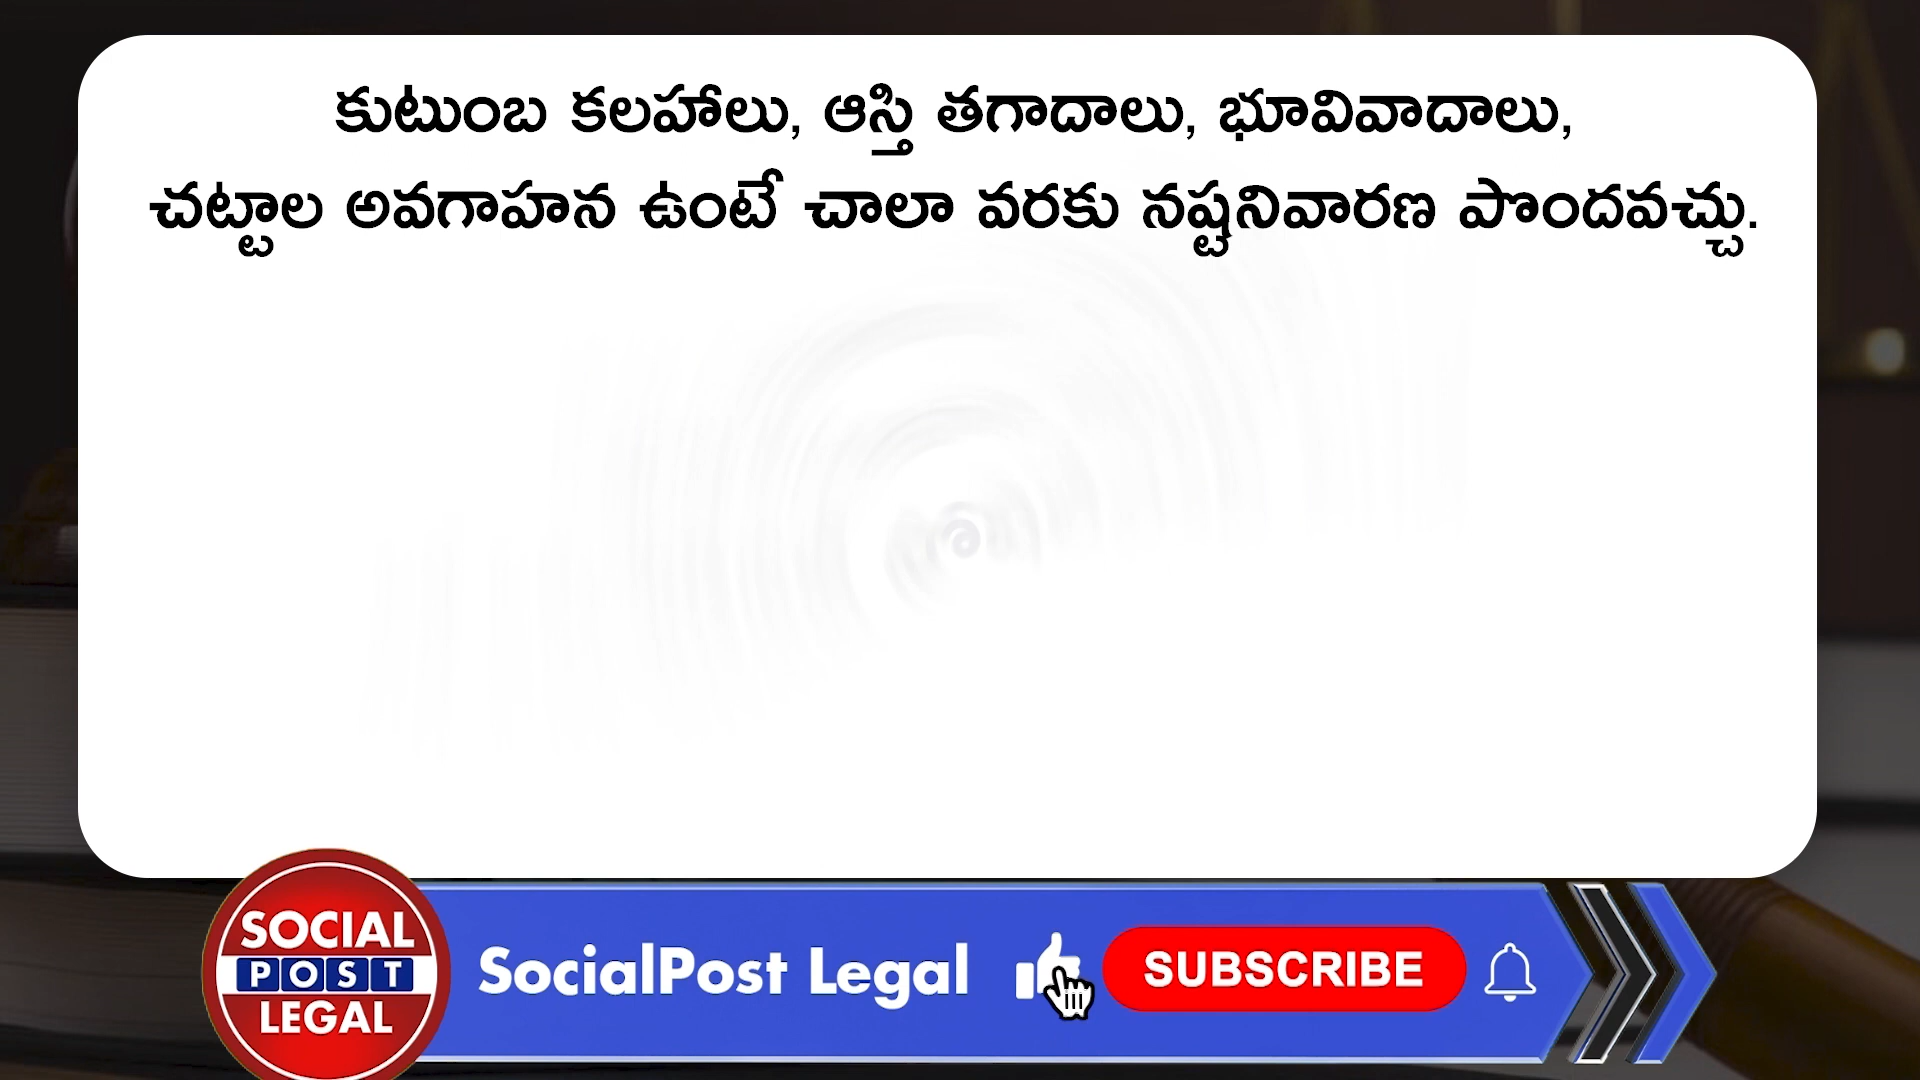 కుటుంబ కలహాలు, ఆస్తి తగాదాలు, భూవివాదాలు,
చట్టాల అవగాహన ఉంటే చాలా వరకు నష్టనివారణ పొందవచ్చు.
SOCIAL
POST
LEGAL
SocialPost Legal
SUBSCRIBE